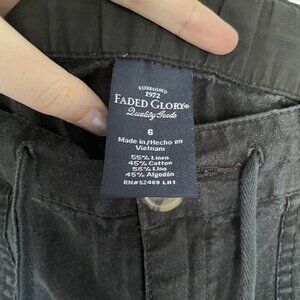 ESTABLISHED
1972
FADED GLORY®
Quality Goods
6
Made in/Hecho en
Vietnam
55% Linen
45% Cotton
55% Lino
45% Algodón
RN#52469 LB1